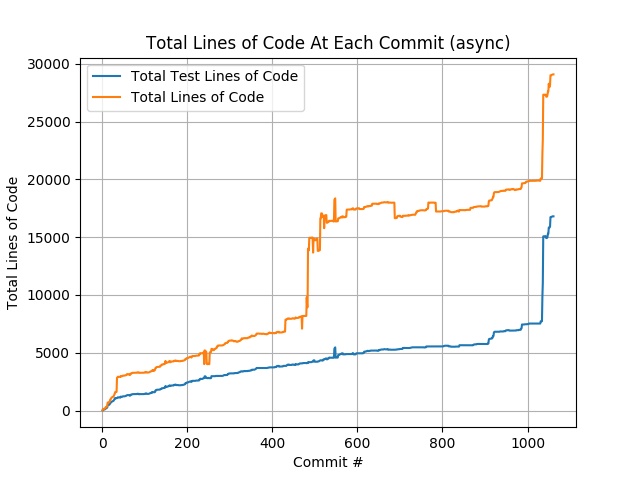 Total Lines of Code At Each Commit (async)
Total Test Lines of Code
Total Lines of Code
30000
25000
20000
15000
10000
5000
0
Total Lines of Code
0 200 400 600 800 1000
Commit #